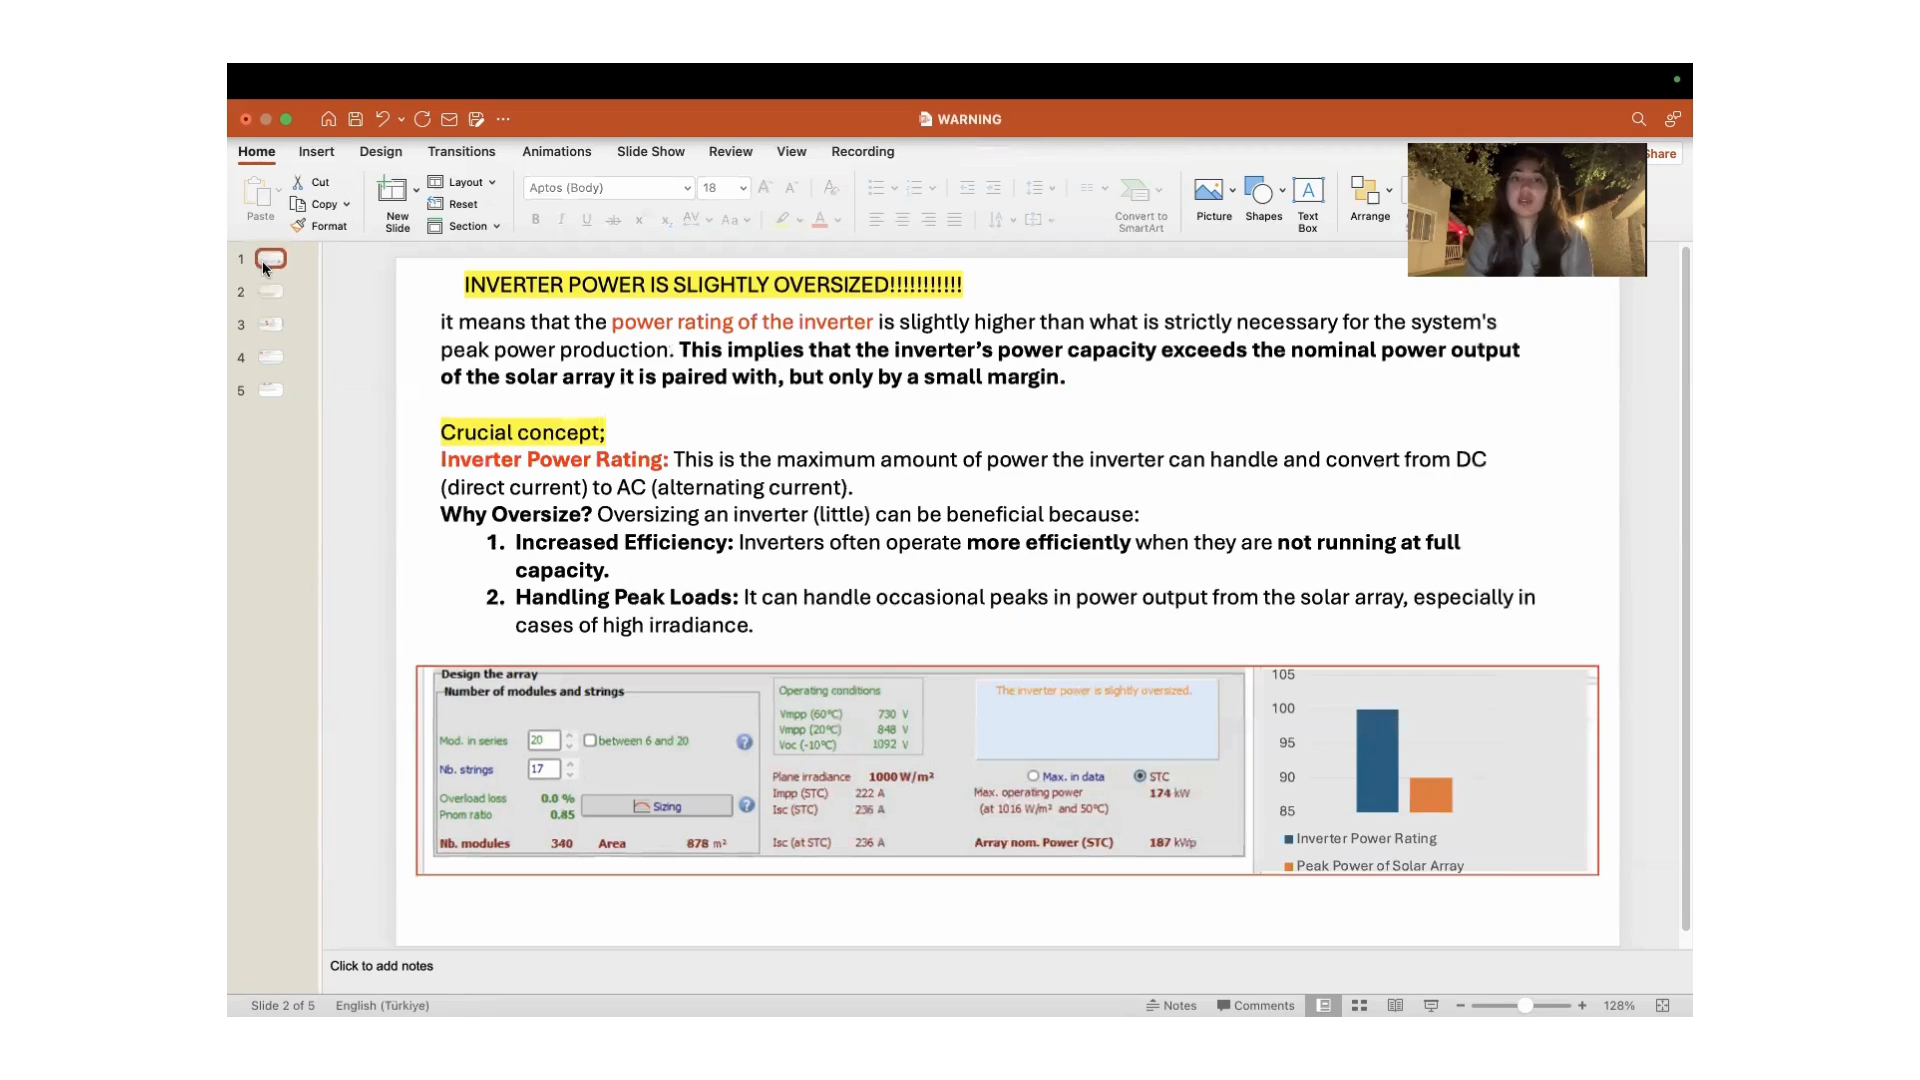 WARNING
Home Insert Design Transitions Animations Slide Show Review View Recording Share
Paste
Cut
Copy
Format
New Slide
Layout
Reset
Section
Aptos (Body) 18
Convert to SmartArt
Picture Shapes Text Box Arrange
1
2
3
4
5
INVERTER POWER IS SLIGHTLY OVERSIZED!!!!!!!!!!!
it means that the power rating of the inverter is slightly higher than what is strictly necessary for the system's
peak power production. This implies that the inverter's power capacity exceeds the nominal power output
of the solar array it is paired with, but only by a small margin.
Crucial concept;
Inverter Power Rating: This is the maximum amount of power the inverter can handle and convert from DC
(direct current) to AC (alternating current).
Why Oversize? Oversizing an inverter (little) can be beneficial because:
1. Increased Efficiency: Inverters often operate more efficiently when they are not running at full
capacity.
2. Handling Peak Loads: It can handle occasional peaks in power output from the solar array, especially in
cases of high irradiance.
Design the array
Number of modules and strings
Mod. in series 20 between 6 and 20
Nb. strings 17
Overload loss 0.0 %
Pnom ratio 0.85
Sizing
Nb. modules 340 Area 878 m²
Operating conditions
Vmpp (60°C) 730 V
Vmpp (20°C) 848 V
Voc (-10°C) 1092 V
Plane irradiance 1000 W/m²
Impp (STC) 222 A
Isc (STC) 236 A
Isc (at STC) 236 A
The inverter power is slightly oversized.
Max. in data STC
Max. operating power 174 kW
(at 1016 W/m² and 50°C)
Array nom. Power (STC) 187 kWp
105
100
95
90
85
Inverter Power Rating
Peak Power of Solar Array
Click to add notes
Slide 2 of 5 English (Türkiye) Notes Comments 128%